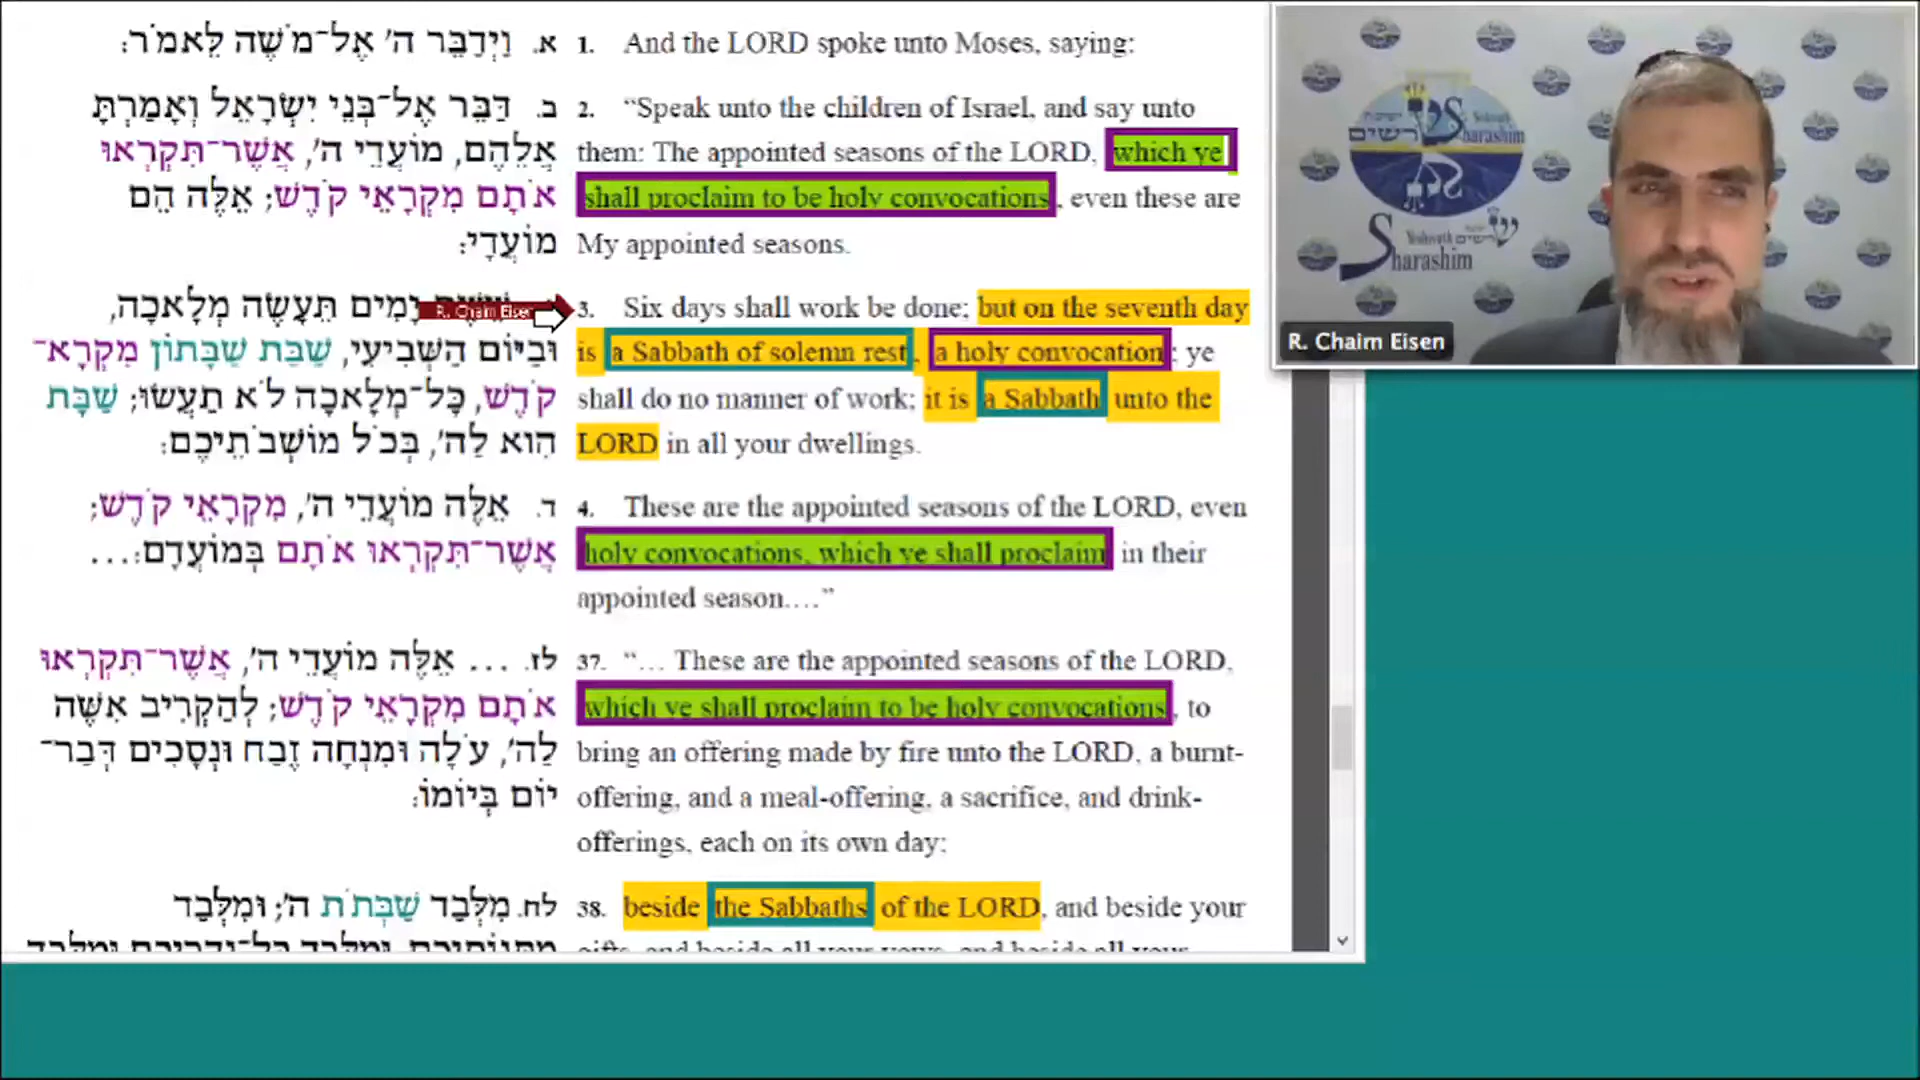 א. וַיְדַבֵּר ה' אֶל־מֹשֶׁה לֵּאמֹר:
1. And the LORD spoke unto Moses, saying:
ב. דַּבֵּר אֶל־בְּנֵי יִשְׂרָאֵל וְאָמַרְתָּ
אֲלֵהֶם, מוֹעֲדֵי ה', אֲשֶׁר־תִּקְרְאוּ
אֹתָם מִקְרָאֵי קֹדֶשׁ; אֵלֶּה הֵם
מוֹעֲדָי:
2. “Speak unto the children of Israel, and say unto
them: The appointed seasons of the LORD, which ye
shall proclaim to be holy convocations, even these are
My appointed seasons.
יָמִים תֵּעָשֶׂה מְלָאכָה,
וּבַיּוֹם הַשְּׁבִיעִי, שַׁבַּת שַׁבָּתוֹן מִקְרָא־
קֹדֶשׁ, כָּל־מְלָאכָה לֹא תַעֲשׂוּ; שַׁבָּת
הִוא לַה', בְּכֹל מוֹשְׁבֹתֵיכֶם:
R. Chaim Eisen
3. Six days shall work be done; but on the seventh day
is a Sabbath of solemn rest, a holy convocation; ye
shall do no manner of work; it is a Sabbath unto the
LORD in all your dwellings.
ד. אֵלֶּה מוֹעֲדֵי ה', מִקְרָאֵי קֹדֶשׁ;
אֲשֶׁר־תִּקְרְאוּ אֹתָם בְּמוֹעֲדָם:...
4. These are the appointed seasons of the LORD, even
holy convocations, which ye shall proclaim in their
appointed season....”
לז. ... אֵלֶּה מוֹעֲדֵי ה', אֲשֶׁר־תִּקְרְאוּ
אֹתָם מִקְרָאֵי קֹדֶשׁ; לְהַקְרִיב אִשֶּׁה
לַה', עֹלָה וּמִנְחָה זֶבַח וּנְסָכִים דְּבַר־
יוֹם בְּיוֹמוֹ:
37. “... These are the appointed seasons of the LORD,
which ye shall proclaim to be holy convocations, to
bring an offering made by fire unto the LORD, a burnt-
offering, and a meal-offering, a sacrifice, and drink-
offerings, each on its own day:
לח. מִלְּבַד שַׁבְּתֹת ה'; וּמִלְּבַד
38. beside the Sabbaths of the LORD, and beside your
Yeshivath
Sharashim
שרשים
Yeshivath
Sharashim
R. Chaim Eisen